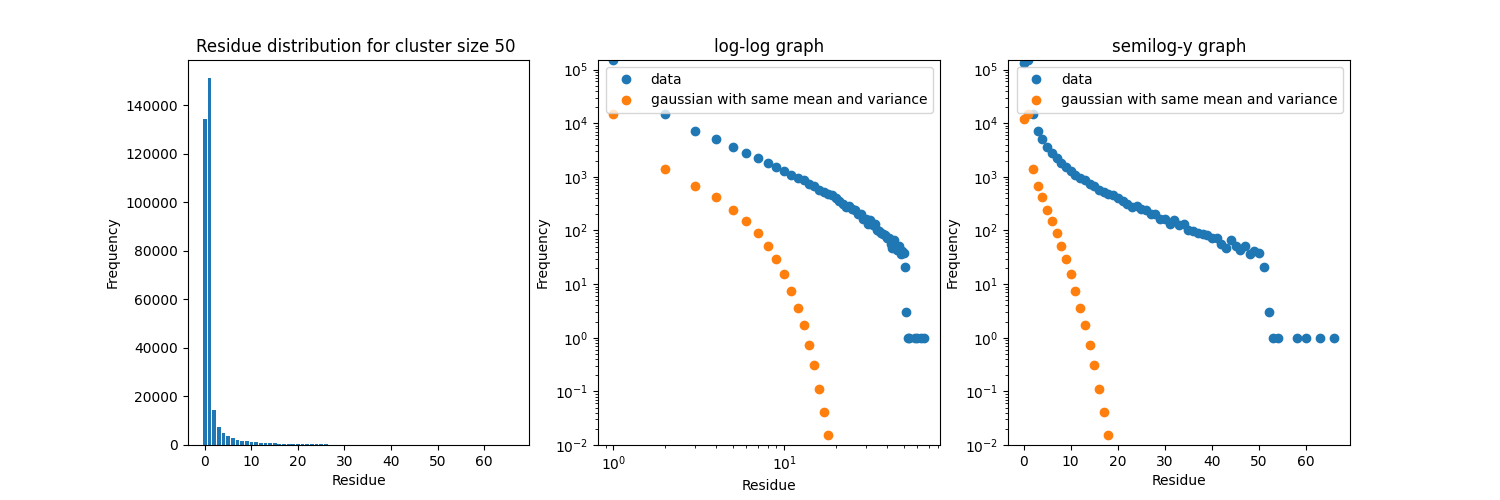 Residue distribution for cluster size 50
Frequency
140000
120000
100000
80000
60000
40000
20000
0
0 10 20 30 40 50 60
Residue
log-log graph
data
gaussian with same mean and variance
Frequency
10^5
10^4
10^3
10^2
10^1
10^0
10^-1
10^-2
10^0 10^1
Residue
semilog-y graph
data
gaussian with same mean and variance
Frequency
10^5
10^4
10^3
10^2
10^1
10^0
10^-1
10^-2
0 10 20 30 40 50 60
Residue